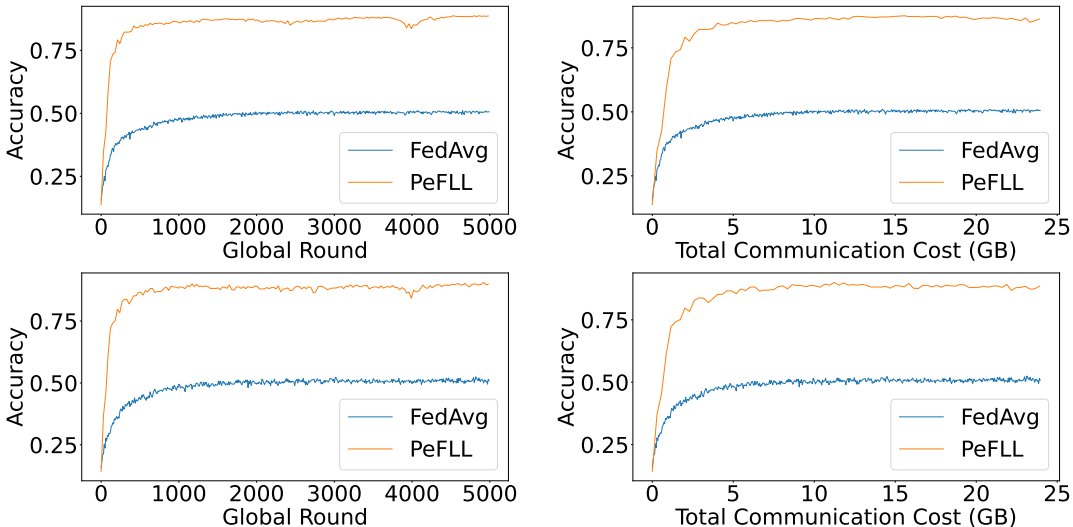 Accuracy
0.75
0.50
0.25
FedAvg
PeFLL
0 1000 2000 3000 4000 5000
Global Round
Accuracy
0.75
0.50
0.25
FedAvg
PeFLL
0 5 10 15 20 25
Total Communication Cost (GB)
Accuracy
0.75
0.50
0.25
FedAvg
PeFLL
0 1000 2000 3000 4000 5000
Global Round
Accuracy
0.75
0.50
0.25
FedAvg
PeFLL
0 5 10 15 20 25
Total Communication Cost (GB)